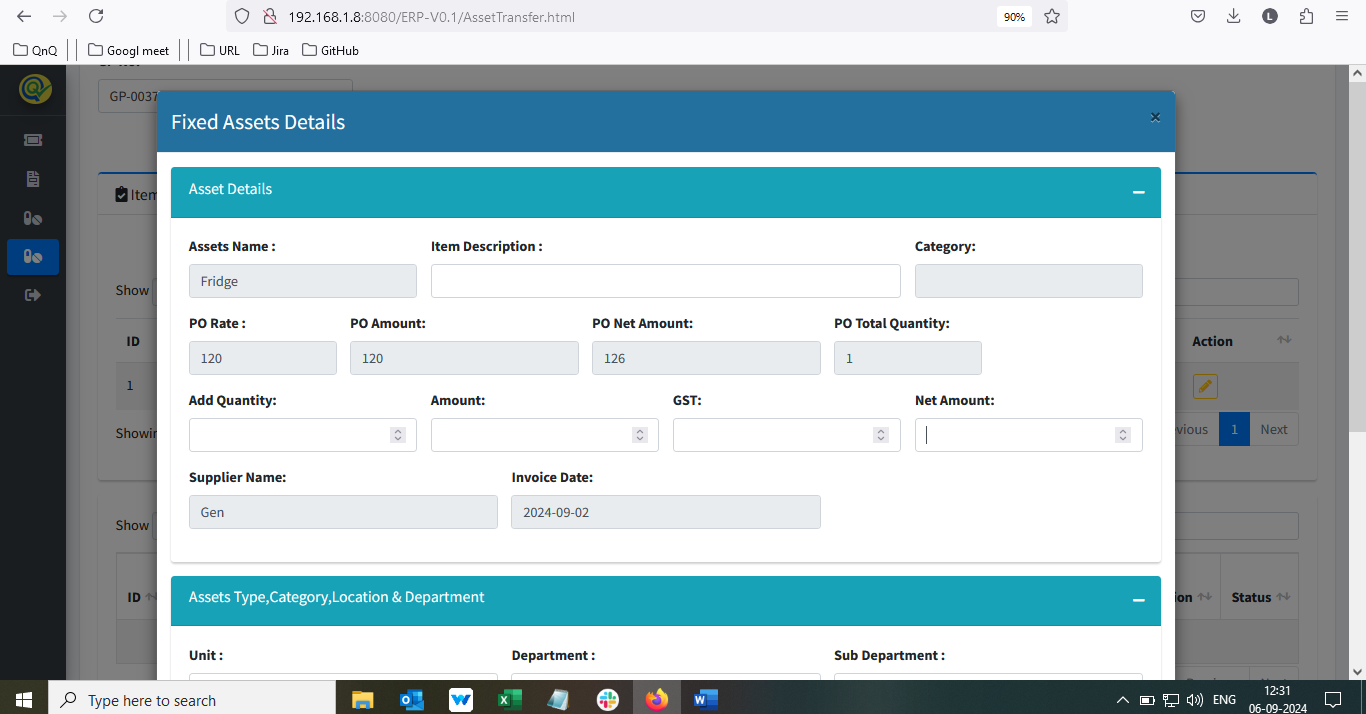 192.168.1.8:8080/ERP-V0.1/AssetTransfer.html
90%
L
QnQ
Googl meet
URL
Jira
GitHub
GP-0037
Fixed Assets Details
×
Item
Asset Details
Assets Name :
Item Description :
Category:
Fridge
Show
PO Rate :
PO Amount:
PO Net Amount:
PO Total Quantity:
ID
Action
120
120
126
1
1
Add Quantity:
Amount:
GST:
Net Amount:
Showin
vious
1
Next
Supplier Name:
Invoice Date:
Gen
2024-09-02
Show
Assets Type,Category,Location & Department
ID
ion
Status
Unit :
Department :
Sub Department :
Type here to search
ENG
12:31
06-09-2024